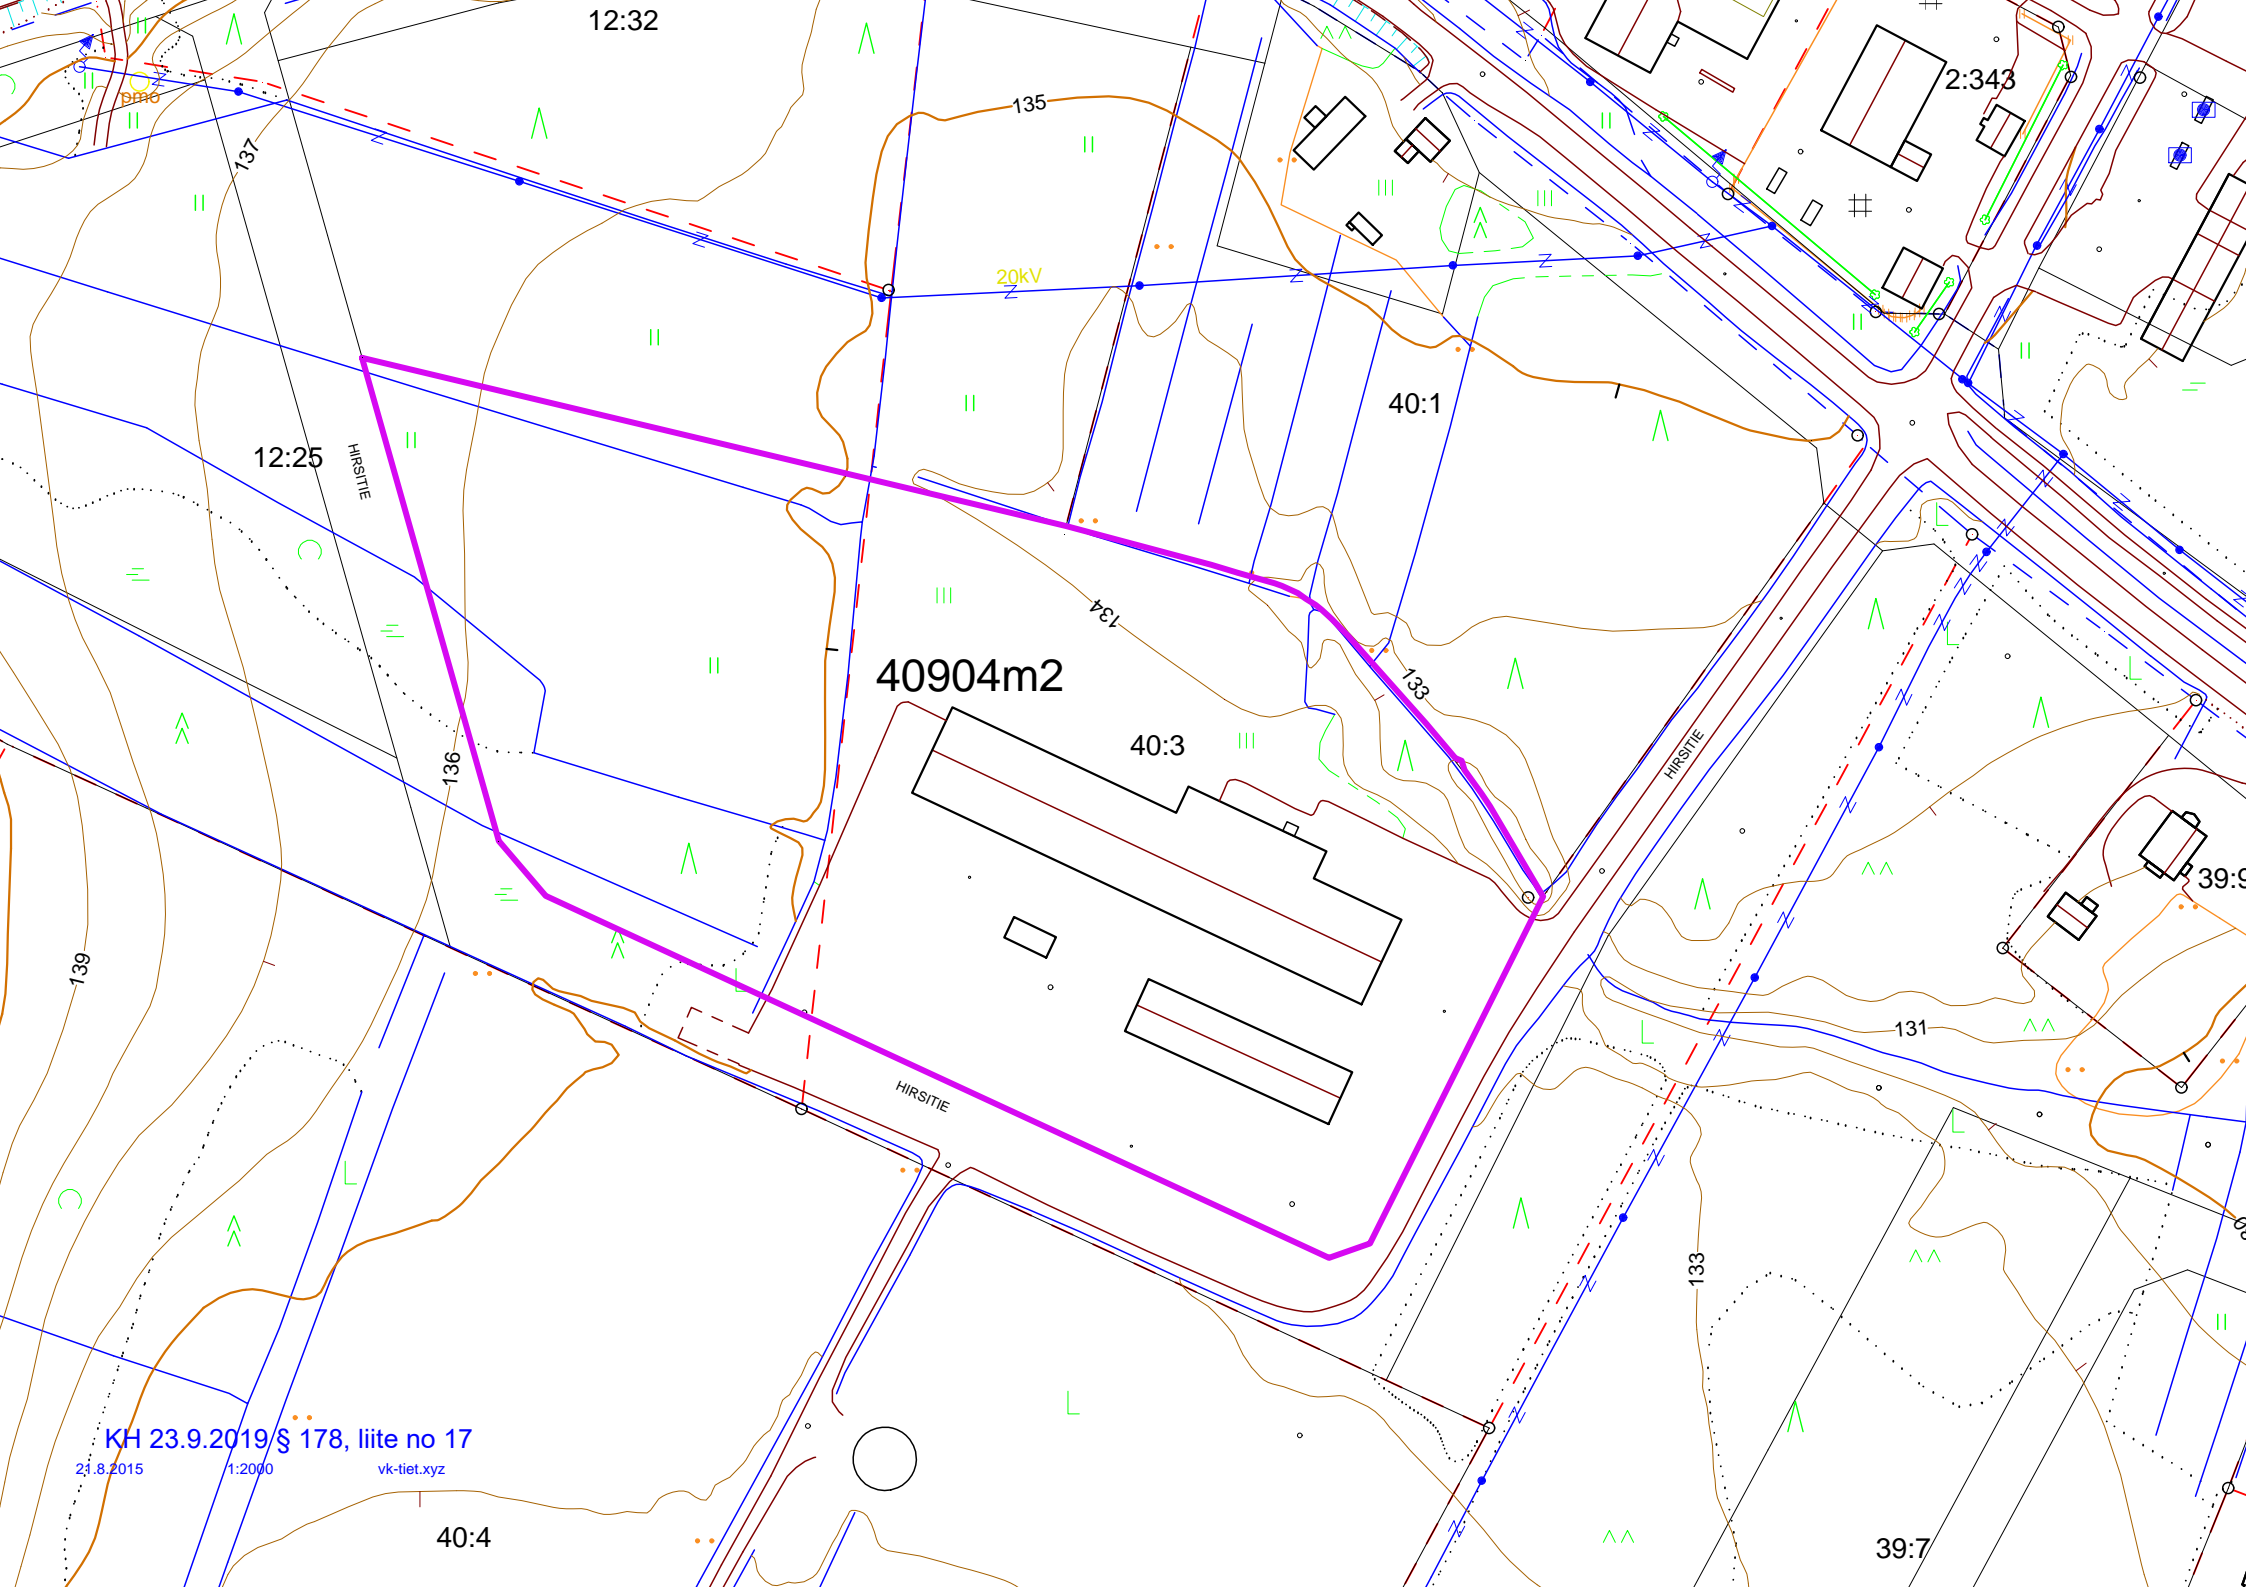 12:32
2:343
pmo
135
137
20kV
40:1
12:25
HIRSITIE
134
40904m2
133
40:3
HIRSITIE
136
39:9
139
131
HIRSITIE
133
KH 23.9.2019 § 178, liite no 17
21.8.2015 1:2000 vk-tiet.xyz
40:4
39:7